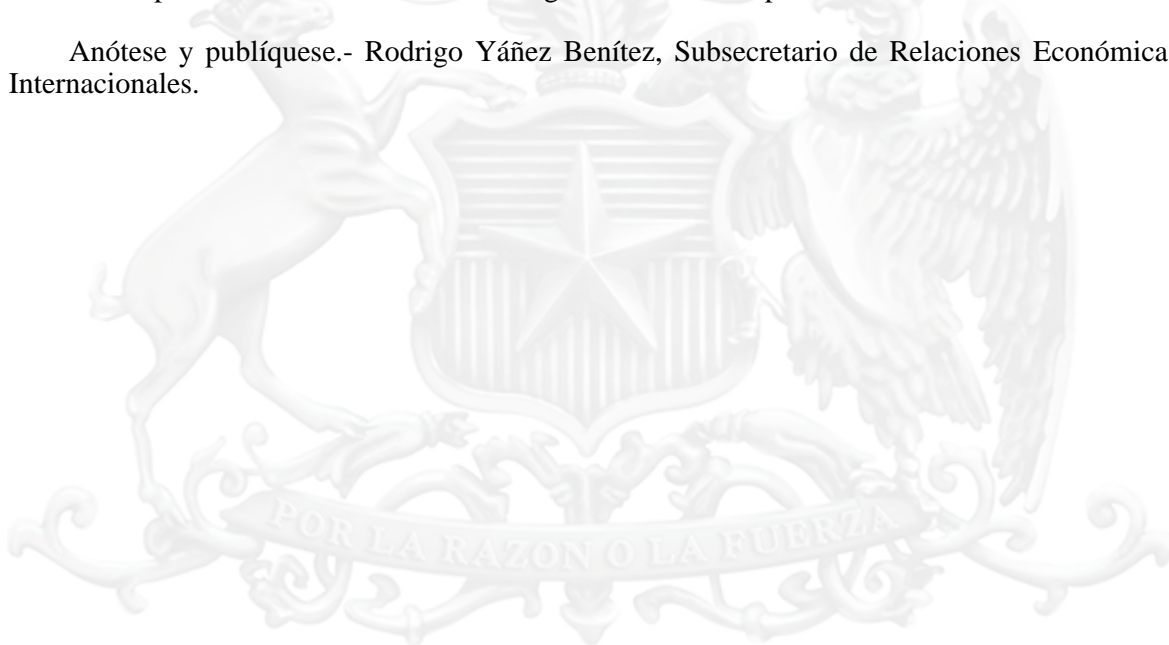 Anótese y publíquese.- Rodrigo Yáñez Benítez, Subsecretario de Relaciones Económica
Internacionales.
POR LA RAZON O LA FUERZA